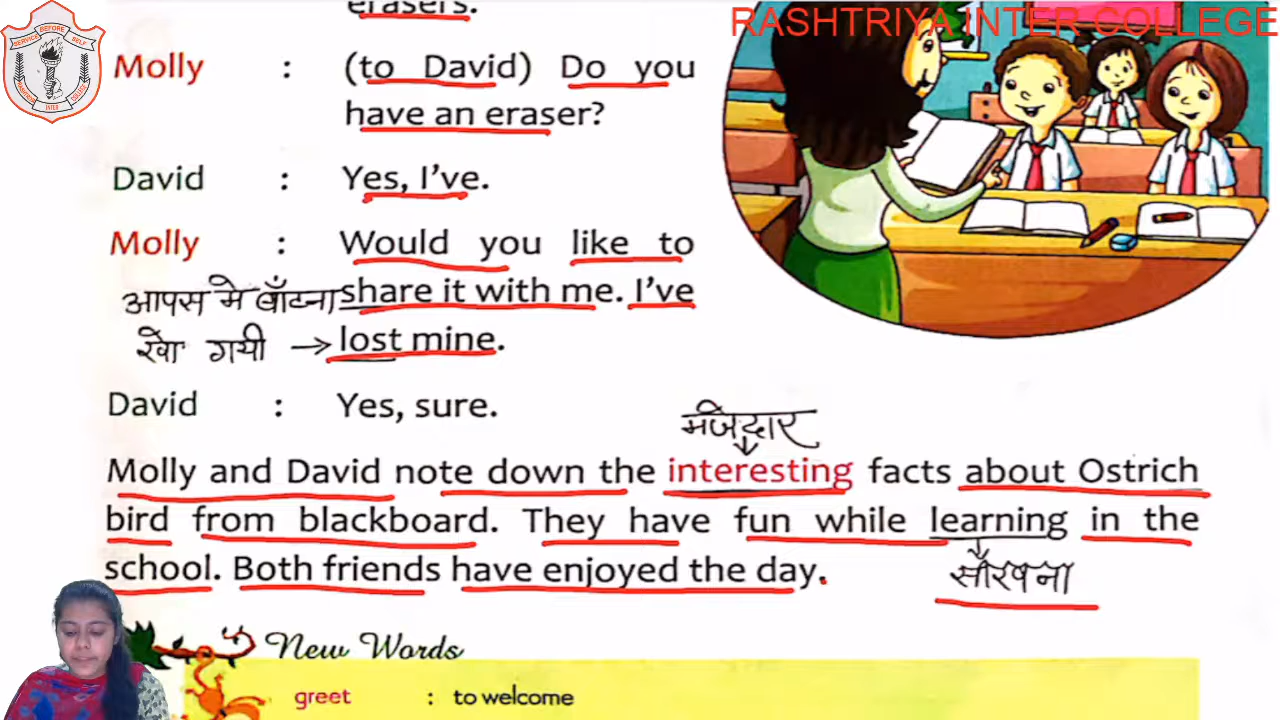 erasers.
RASHTRIYA INTER COLLEGE
SERVICE BEFORE SELF
Molly : (to David) Do you
have an eraser?
David : Yes, I've.
Molly : Would you like to
आपस मे बाँटना share it with me. I've
खो गयी → lost mine.
David : Yes, sure.
मजेदार
Molly and David note down the interesting facts about Ostrich
bird from blackboard. They have fun while learning in the
school. Both friends have enjoyed the day.
सीखना
New Words
greet : to welcome